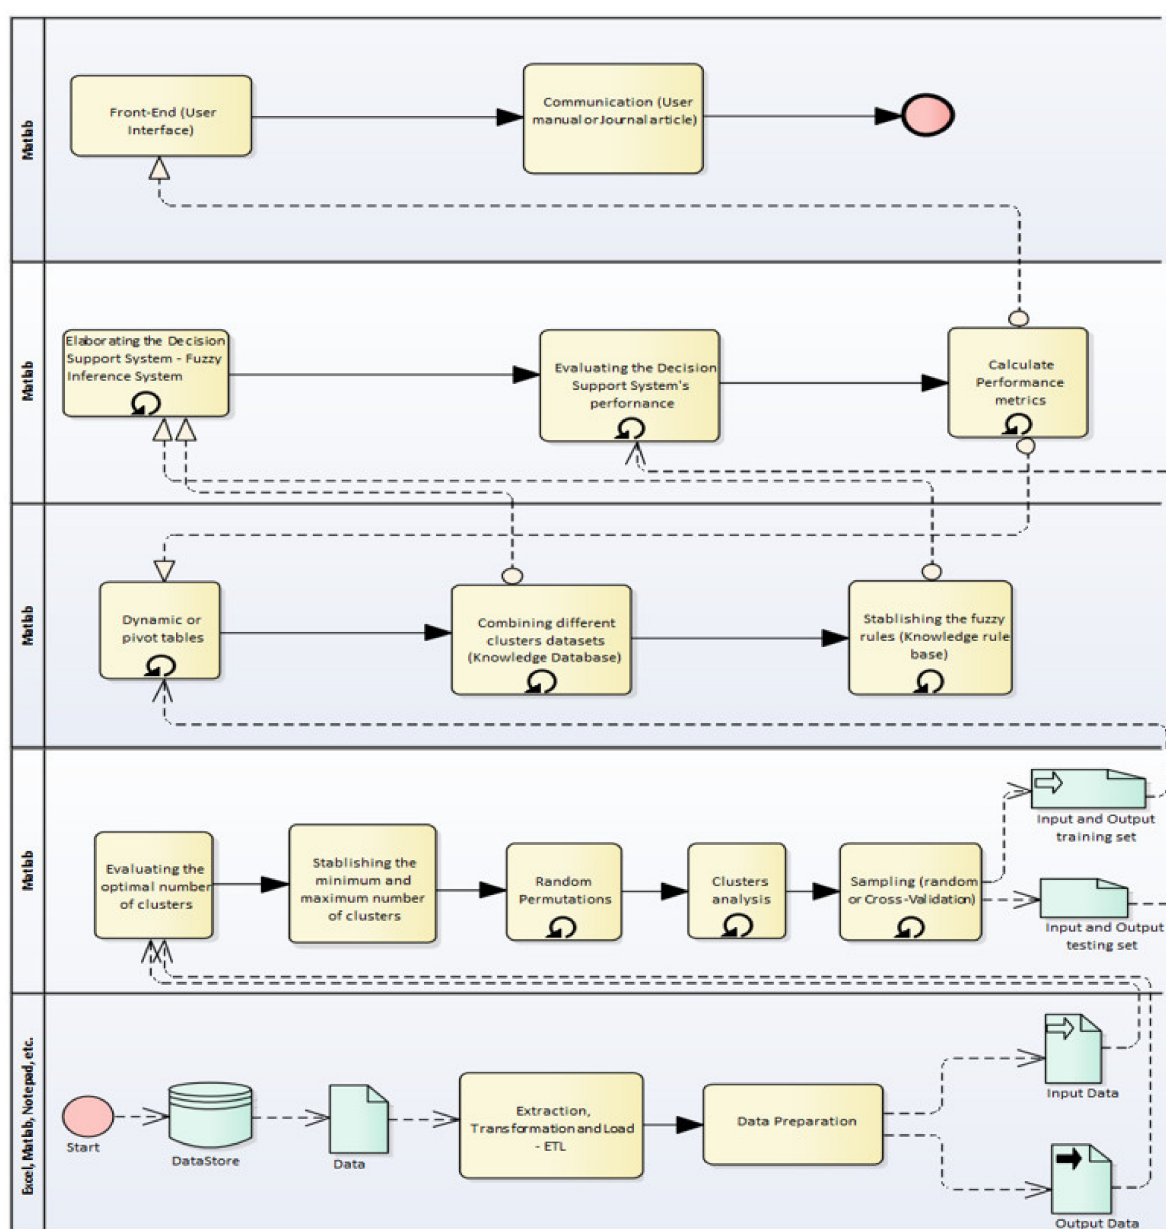 Matlab
Front-End (User
Interface)
Communication (User
manual or Journal article)
Matlab
Elaborating the Decision
Support System - Fuzzy
Inference System
Evaluating the Decision
Support System's
perfornance
Calculate
Performance
metrics
Matlab
Dynamic or
pivot tables
Combining different
clusters datasets
(Knowledge Database)
Stablishing the fuzzy
rules (Knowledge rule
base)
Matlab
Evaluating the
optimal number
of clusters
Stablishing the
minimum and
maximum number
of clusters
Random
Permutations
Clusters
analysis
Sampling (random
or Cross-Validation)
Input and Output
training set
Input and Output
testing set
Excel, Matlab, Notepad, etc.
Start
DataStore
Data
Extraction,
Transformation and Load
- ETL
Data Preparation
Input Data
Output Data